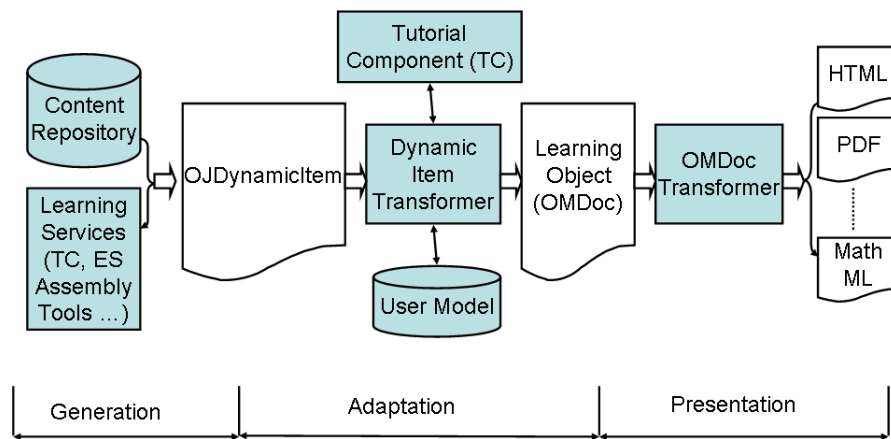 Tutorial
Component (TC)
Content
Repository
OJDynamicItem
Dynamic
Item
Transformer
Learning
Object
(OMDoc)
OMDoc
Transformer
HTML
PDF
Math
ML
Learning
Services
(TC, ES
Assembly
Tools ...)
User Model
Generation
Adaptation
Presentation